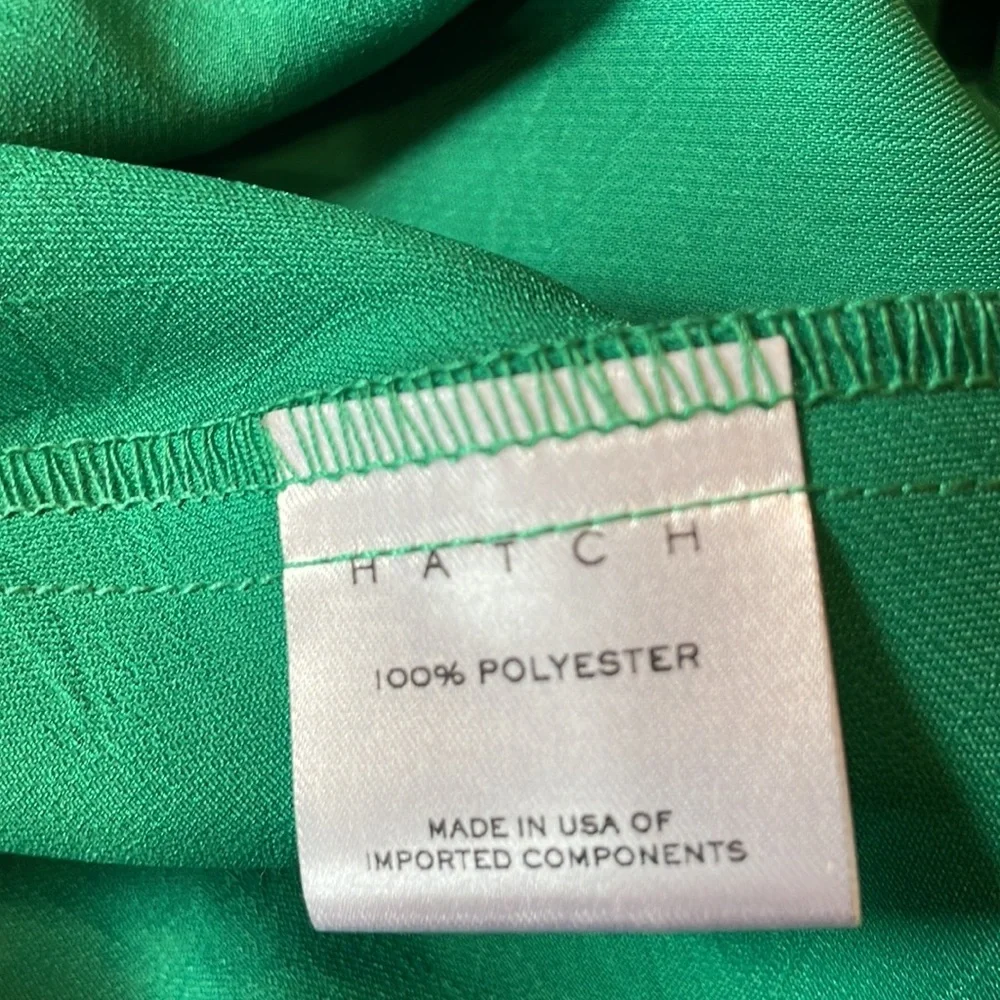 HATCH
100% POLYESTER
MADE IN USA OF
IMPORTED COMPONENTS